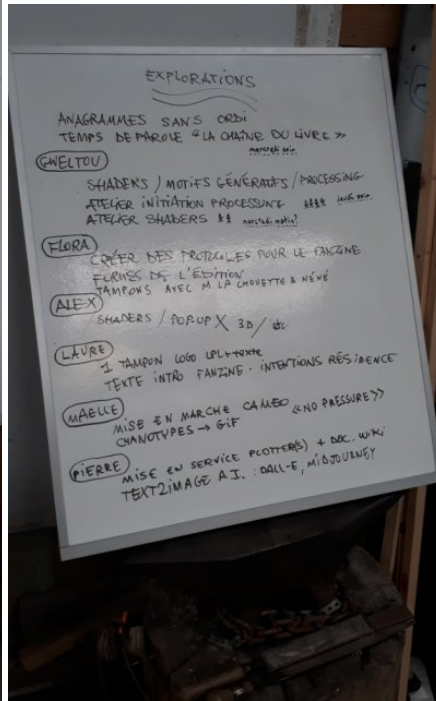 EXPLORATIONS
ANAGRAMMES SANS ORDI
TEMPS DE PAROLE "LA CHAÎNE DU LIVRE"
mercredi soir
GWELTOU
SHADERS / MOTIFS GÉNÉRATIFS / PROCESSING
ATELIER INITIATION PROCESSING **** jeudi soir
ATELIER SHADERS ** mercredi matin?
FLORA
CRÉER DES PROTOCOLES POUR LE FANZINE
FORMES DE L'ÉDITION
TAMPONS AVEC M. LA CHOUETTE & NÉNÉ
ALEX
SHADERS / POP.UP X 3D / etc.
LAURE
1 TAMPON LOGO LPL + texte
TEXTE INTRO FANZINE - INTENTIONS RÉSIDENCE
MAELLE
MISE EN MARCHE CAMEO «NO PRESSURE»
CYANOTYPES → GIF
PIERRE
MISE EN SERVICE PLOTTER(S) + DOC. WIKI
TEXT2IMAGE A.I. : DALL-E, MIDJOURNEY